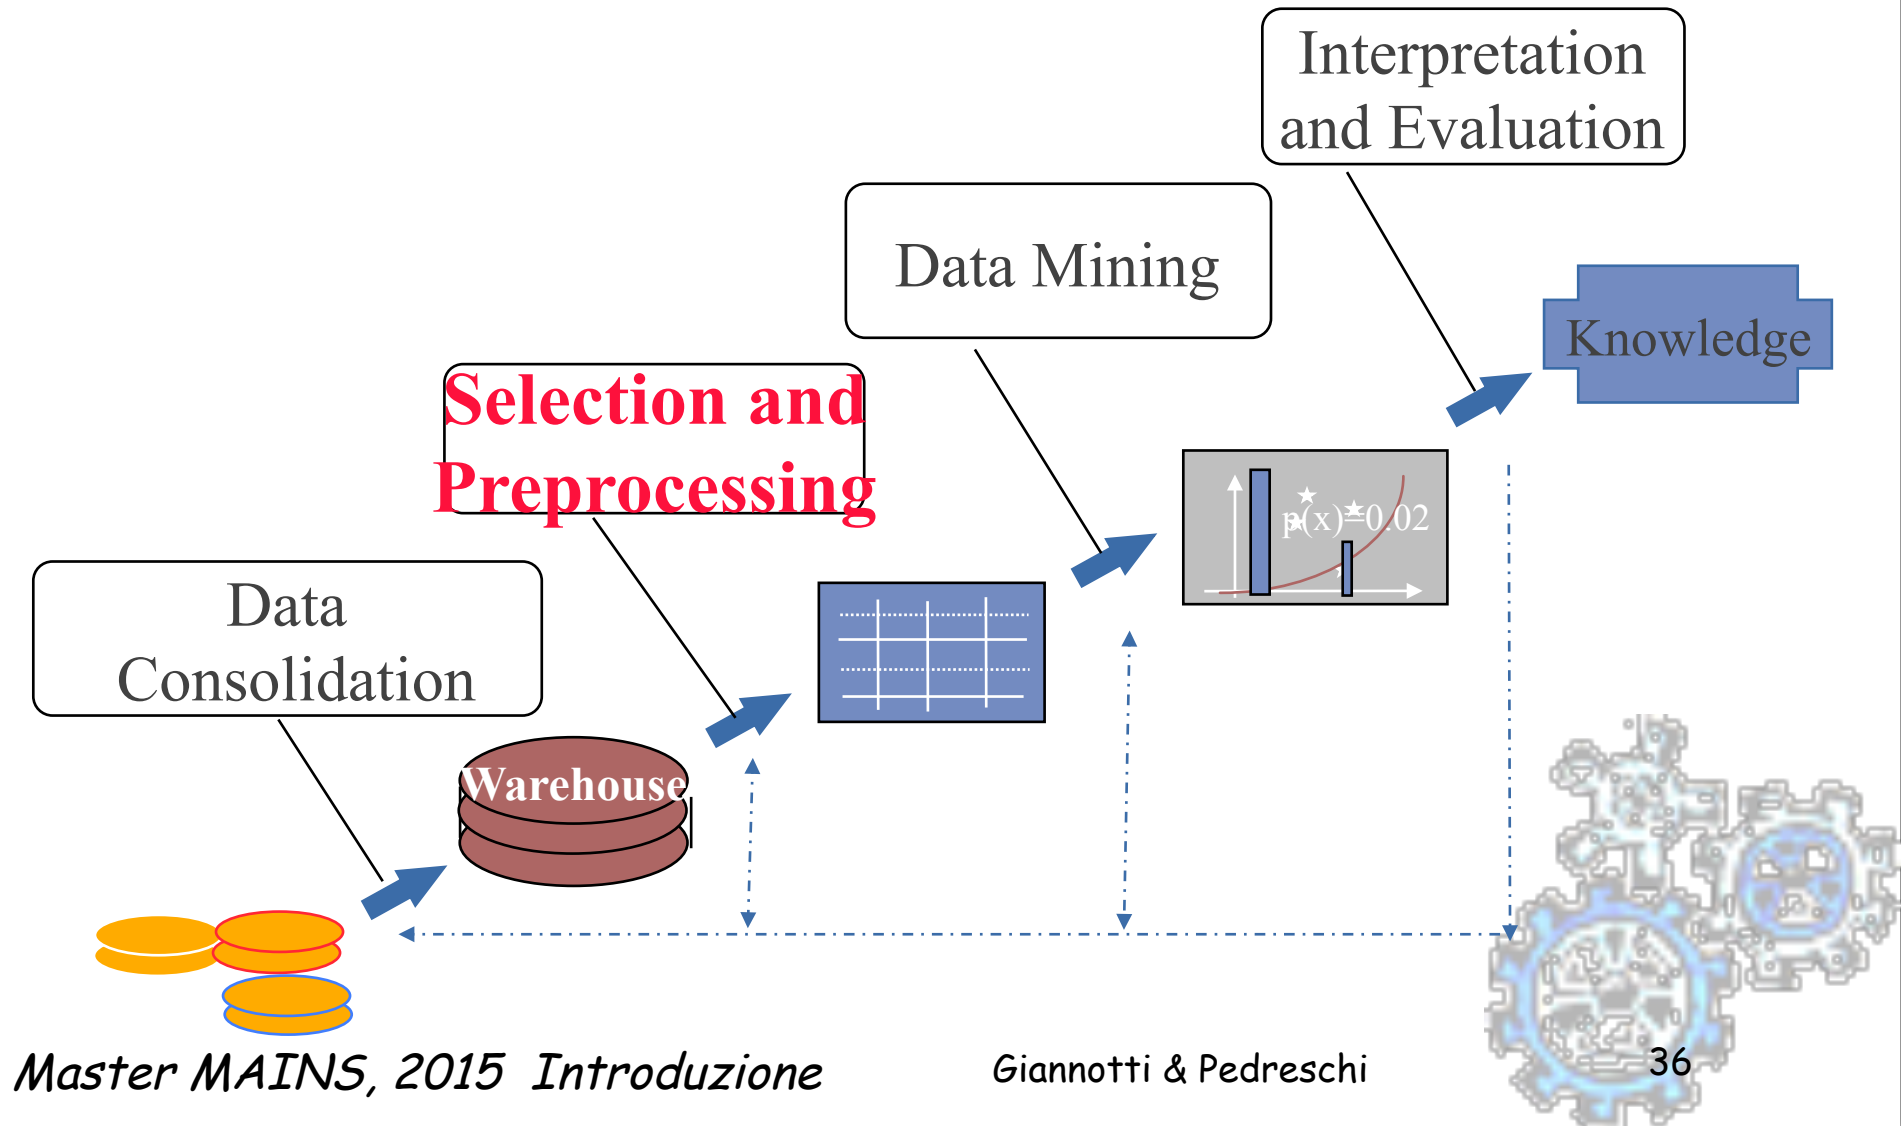 Interpretation
and Evaluation
Data Mining
Knowledge
Selection and
Preprocessing
p(x)=0.02
Data
Consolidation
Warehouse
Master MAINS, 2015 Introduzione
Giannotti & Pedreschi
36